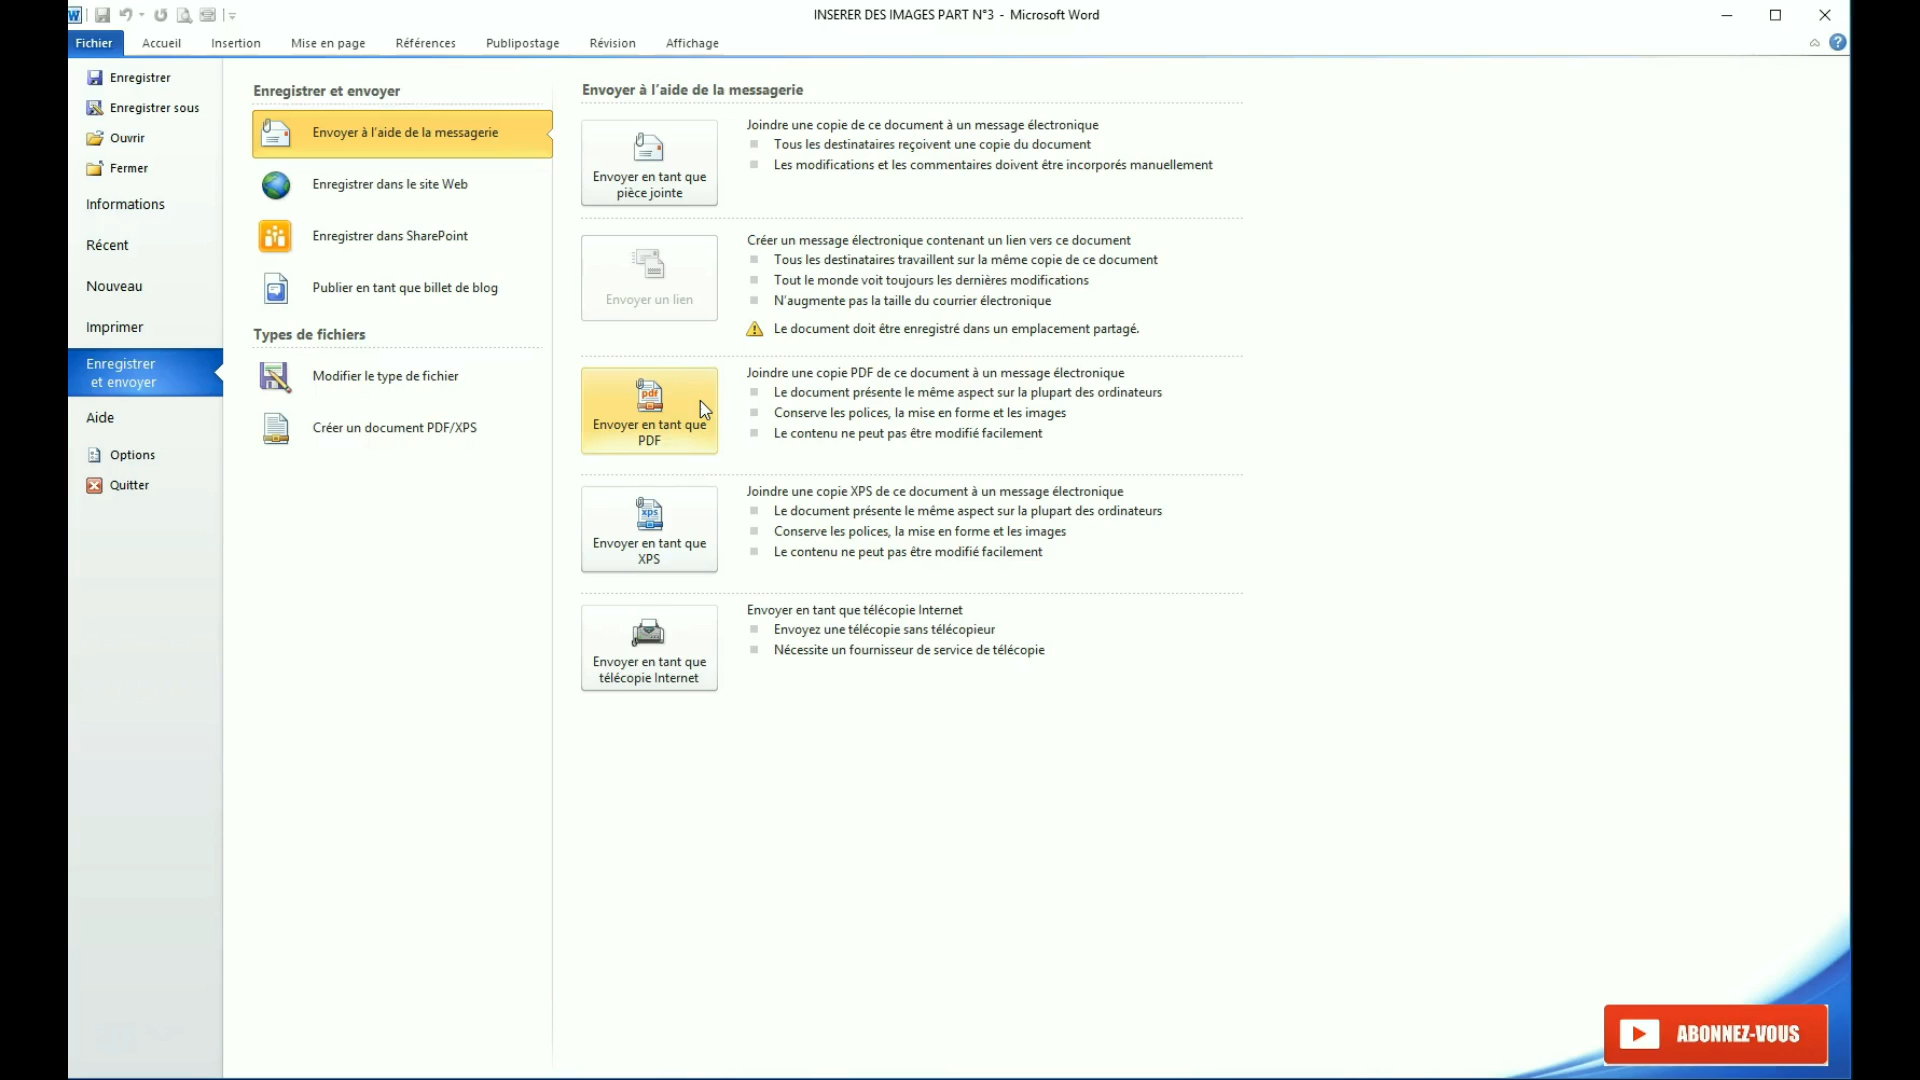 INSERER DES IMAGES PART N°3 - Microsoft Word
Fichier Accueil Insertion Mise en page Références Publipostage Révision Affichage
Enregistrer
Enregistrer sous
Ouvrir
Fermer
Informations
Récent
Nouveau
Imprimer
Enregistrer
et envoyer
Aide
Options
Quitter
Enregistrer et envoyer
Envoyer à l'aide de la messagerie
Enregistrer dans le site Web
Enregistrer dans SharePoint
Publier en tant que billet de blog
Types de fichiers
Modifier le type de fichier
Créer un document PDF/XPS
Envoyer à l'aide de la messagerie
Envoyer en tant que
pièce jointe
Joindre une copie de ce document à un message électronique
Tous les destinataires reçoivent une copie du document
Les modifications et les commentaires doivent être incorporés manuellement
Envoyer un lien
Créer un message électronique contenant un lien vers ce document
Tous les destinataires travaillent sur la même copie de ce document
Tout le monde voit toujours les dernières modifications
N'augmente pas la taille du courrier électronique
Le document doit être enregistré dans un emplacement partagé.
pdf
Envoyer en tant que
PDF
Joindre une copie PDF de ce document à un message électronique
Le document présente le même aspect sur la plupart des ordinateurs
Conserve les polices, la mise en forme et les images
Le contenu ne peut pas être modifié facilement
xps
Envoyer en tant que
XPS
Joindre une copie XPS de ce document à un message électronique
Le document présente le même aspect sur la plupart des ordinateurs
Conserve les polices, la mise en forme et les images
Le contenu ne peut pas être modifié facilement
Envoyer en tant que
télécopie Internet
Envoyer en tant que télécopie Internet
Envoyez une télécopie sans télécopieur
Nécessite un fournisseur de service de télécopie
ABONNEZ-VOUS